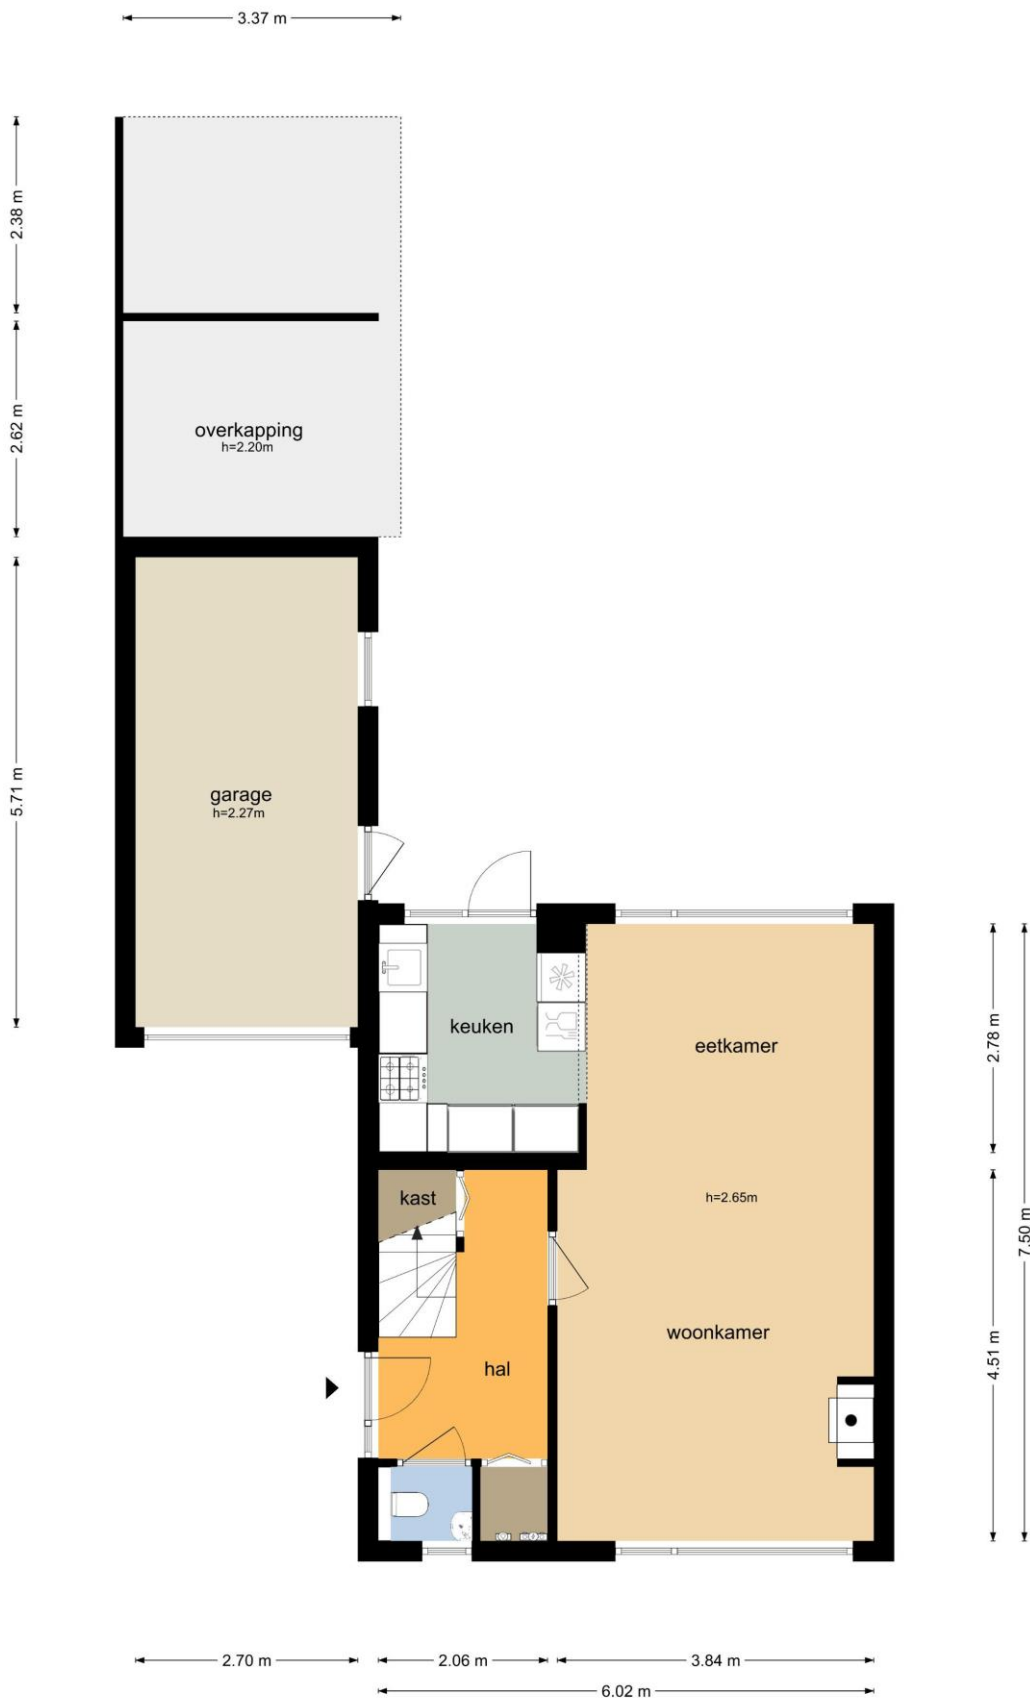 3.37 m
2.38 m
2.62 m
overkapping
h=2.20m
5.71 m
garage
h=2.27m
keuken
eetkamer
2.78 m
kast
h=2.65m
7.50 m
woonkamer
4.51 m
hal
2.70 m
2.06 m
3.84 m
6.02 m